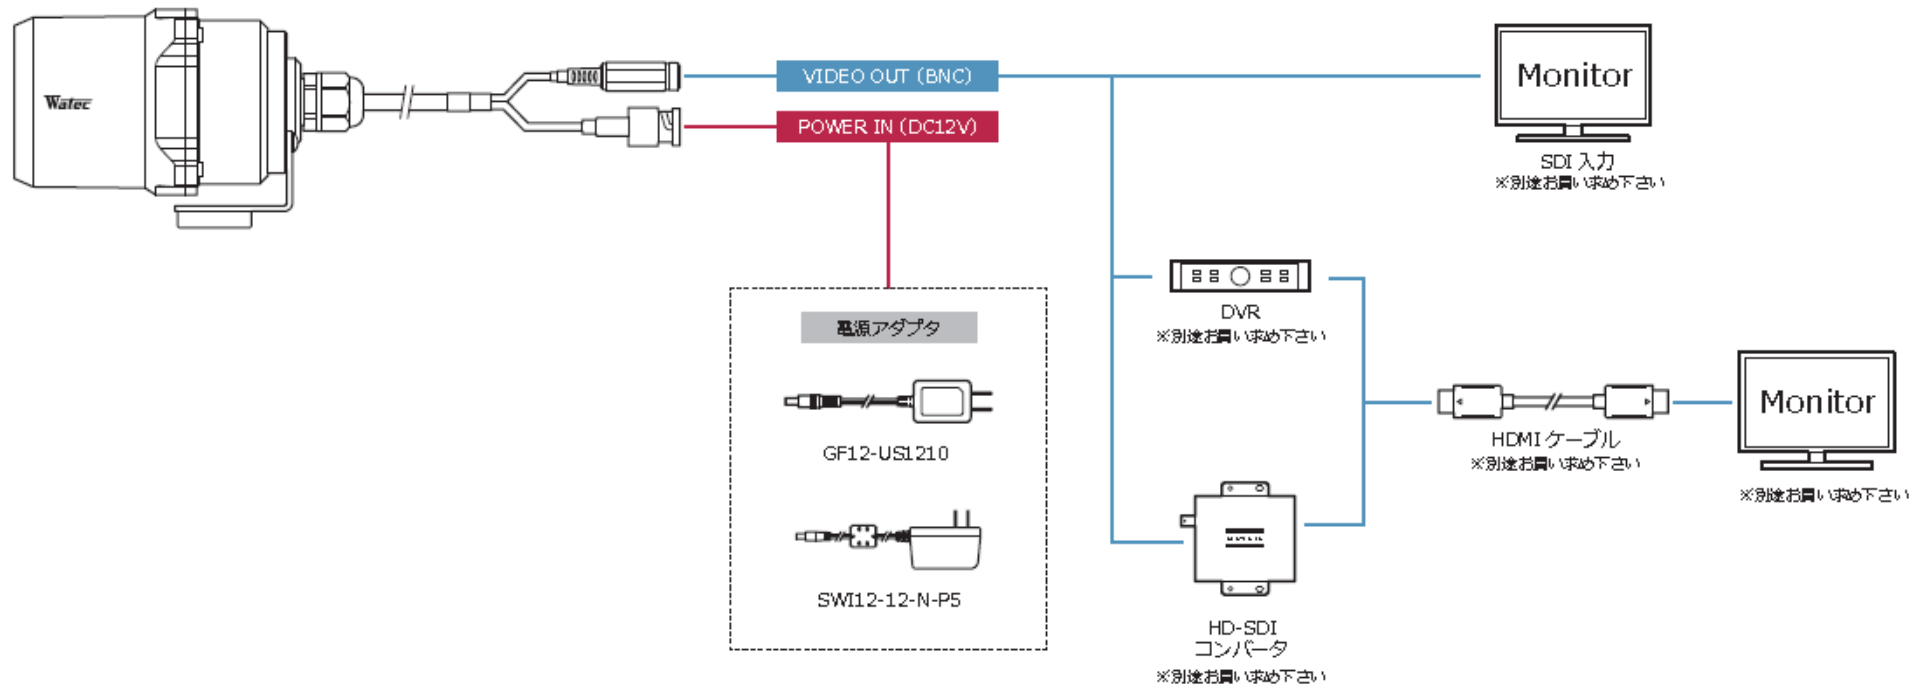 Watec
VIDEO OUT (BNC)
POWER IN (DC12V)
Monitor
SDI 入力
※別途お買い求め下さい
電源アダプタ
GF12-US1210
SWI12-12-N-P5
DVR
※別途お買い求め下さい
HD-SDI
コンバータ
※別途お買い求め下さい
HDMI ケーブル
※別途お買い求め下さい
Monitor
※別途お買い求め下さい